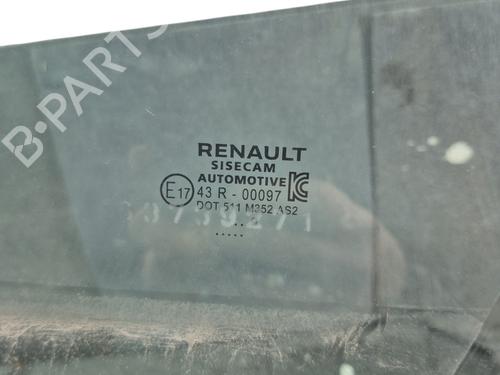 B-PARTS
RENAULT
SISECAM
AUTOMOTIVE
E17 43 R - 00097
DOT 511 M352 AS2